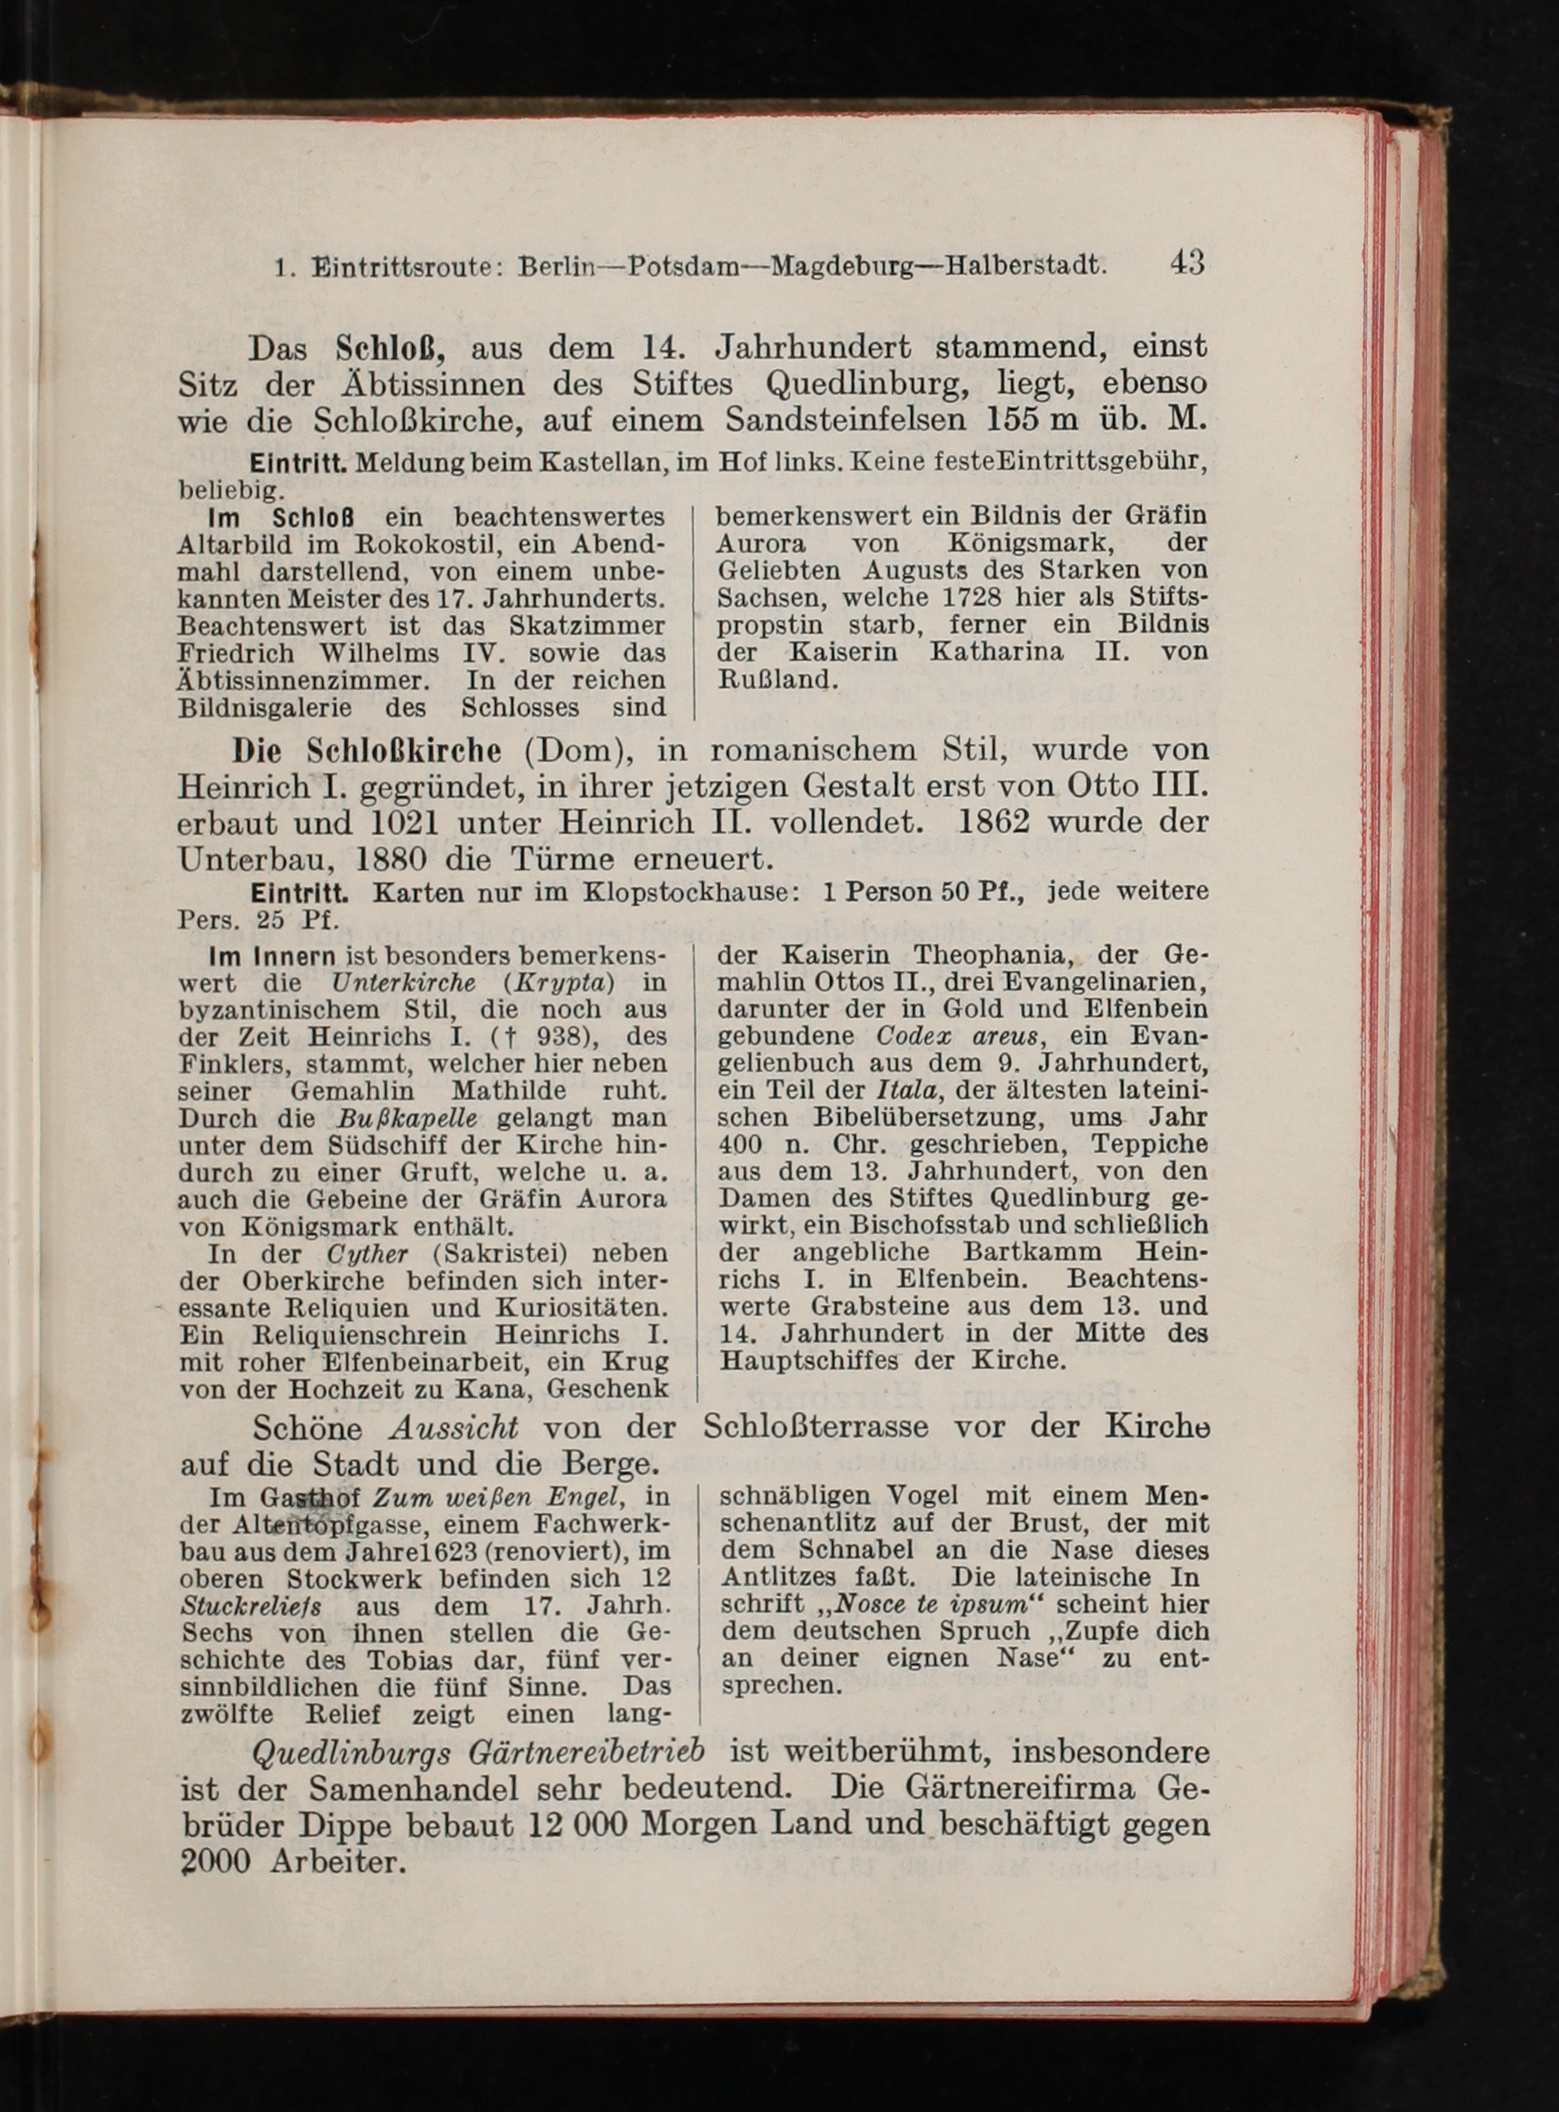 1. Eintrittsroute: Berlin—Potsdam—Magdeburg—Halberstadt. 43
Das Schloß, aus dem 14. Jahrhundert stammend, einst
Sitz der Äbtissinnen des Stiftes Quedlinburg, liegt, ebenso
wie die Schloßkirche, auf einem Sandsteinfelsen 155 m üb. M.
Eintritt. Meldung beim Kastellan, im Hof links. Keine festeEintrittsgebühr,
beliebig.
Im Schloß ein beachtenswertes
Altarbild im Rokokostil, ein Abend-
mahl darstellend, von einem unbe-
kannten Meister des 17. Jahrhunderts.
Beachtenswert ist das Skatzimmer
Friedrich Wilhelms IV. sowie das
Äbtissinnenzimmer. In der reichen
Bildnisgalerie des Schlosses sind
bemerkenswert ein Bildnis der Gräfin
Aurora von Königsmark, der
Geliebten Augusts des Starken von
Sachsen, welche 1728 hier als Stifts-
propstin starb, ferner ein Bildnis
der Kaiserin Katharina II. von
Rußland.
Die Schloßkirche (Dom), in romanischem Stil, wurde von
Heinrich I. gegründet, in ihrer jetzigen Gestalt erst von Otto III.
erbaut und 1021 unter Heinrich II. vollendet. 1862 wurde der
Unterbau, 1880 die Türme erneuert.
Eintritt. Karten nur im Klopstockhause: 1 Person 50 Pf., jede weitere
Pers. 25 Pf.
Im Innern ist besonders bemerkens-
wert die Unterkirche (Krypta) in
byzantinischem Stil, die noch aus
der Zeit Heinrichs I. († 938), des
Finklers, stammt, welcher hier neben
seiner Gemahlin Mathilde ruht.
Durch die Bußkapelle gelangt man
unter dem Südschiff der Kirche hin-
durch zu einer Gruft, welche u. a.
auch die Gebeine der Gräfin Aurora
von Königsmark enthält.
In der Cyther (Sakristei) neben
der Oberkirche befinden sich inter-
essante Reliquien und Kuriositäten.
Ein Reliquienschrein Heinrichs I.
mit roher Elfenbeinarbeit, ein Krug
von der Hochzeit zu Kana, Geschenk
der Kaiserin Theophania, der Ge-
mahlin Ottos II., drei Evangelinarien,
darunter der in Gold und Elfenbein
gebundene Codex areus, ein Evan-
gelienbuch aus dem 9. Jahrhundert,
ein Teil der Itala, der ältesten lateini-
schen Bibelübersetzung, ums Jahr
400 n. Chr. geschrieben, Teppiche
aus dem 13. Jahrhundert, von den
Damen des Stiftes Quedlinburg ge-
wirkt, ein Bischofsstab und schließlich
der angebliche Bartkamm Hein-
richs I. in Elfenbein. Beachtens-
werte Grabsteine aus dem 13. und
14. Jahrhundert in der Mitte des
Hauptschiffes der Kirche.
Schöne Aussicht von der Schloßterrasse vor der Kirche
auf die Stadt und die Berge.
Im Gasthof Zum weißen Engel, in
der Altentopfgasse, einem Fachwerk-
bau aus dem Jahre1623 (renoviert), im
oberen Stockwerk befinden sich 12
Stuckreliefs aus dem 17. Jahrh.
Sechs von ihnen stellen die Ge-
schichte des Tobias dar, fünf ver-
sinnbildlichen die fünf Sinne. Das
zwölfte Relief zeigt einen lang-
schnäbligen Vogel mit einem Men-
schenantlitz auf der Brust, der mit
dem Schnabel an die Nase dieses
Antlitzes faßt. Die lateinische In
schrift „Nosce te ipsum“ scheint hier
dem deutschen Spruch „Zupfe dich
an deiner eignen Nase“ zu ent-
sprechen.
Quedlinburgs Gärtnereibetrieb ist weitberühmt, insbesondere
ist der Samenhandel sehr bedeutend. Die Gärtnereifirma Ge-
brüder Dippe bebaut 12 000 Morgen Land und beschäftigt gegen
2000 Arbeiter.